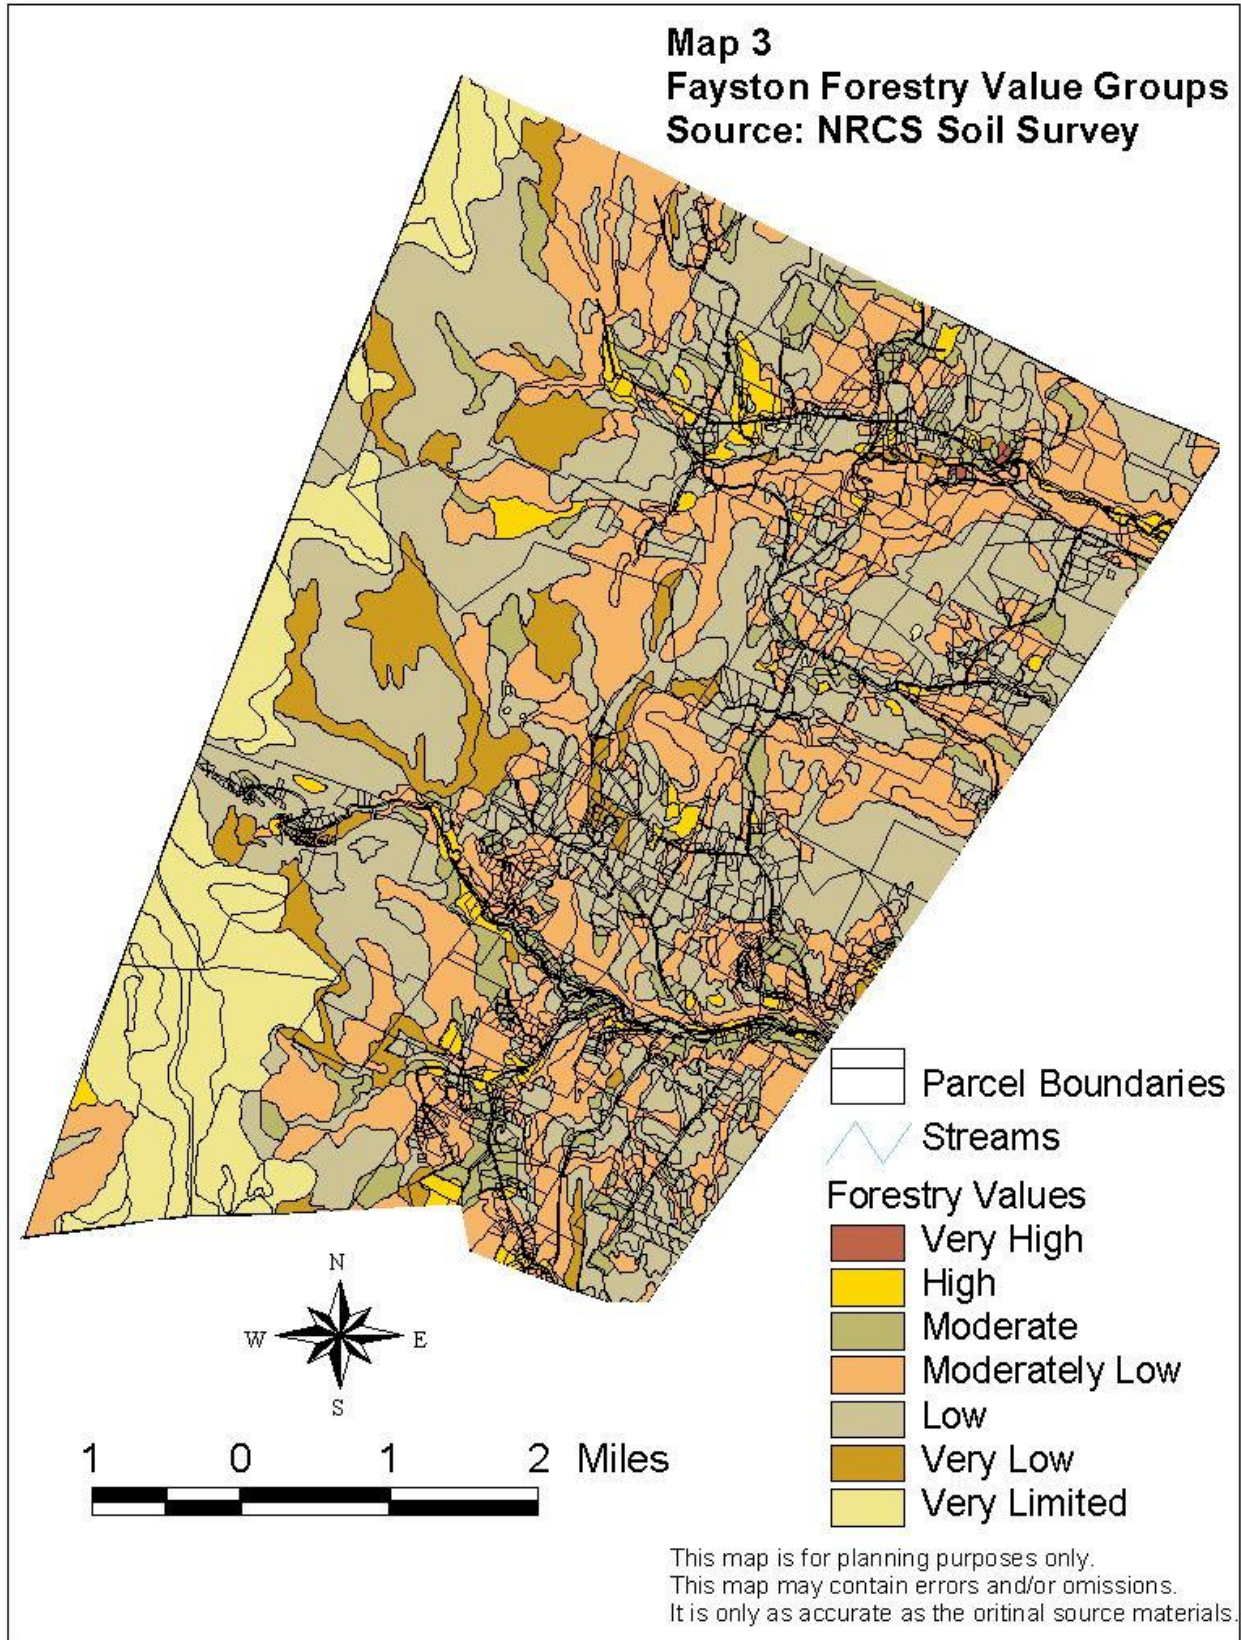 Map 3
Fayston Forestry Value Groups
Source: NRCS Soil Survey
Parcel Boundaries
Streams
Forestry Values
Very High
High
Moderate
Moderately Low
Low
Very Low
Very Limited
N
W E
S
1 0 1 2 Miles
This map is for planning purposes only.
This map may contain errors and/or omissions.
It is only as accurate as the oritinal source materials.